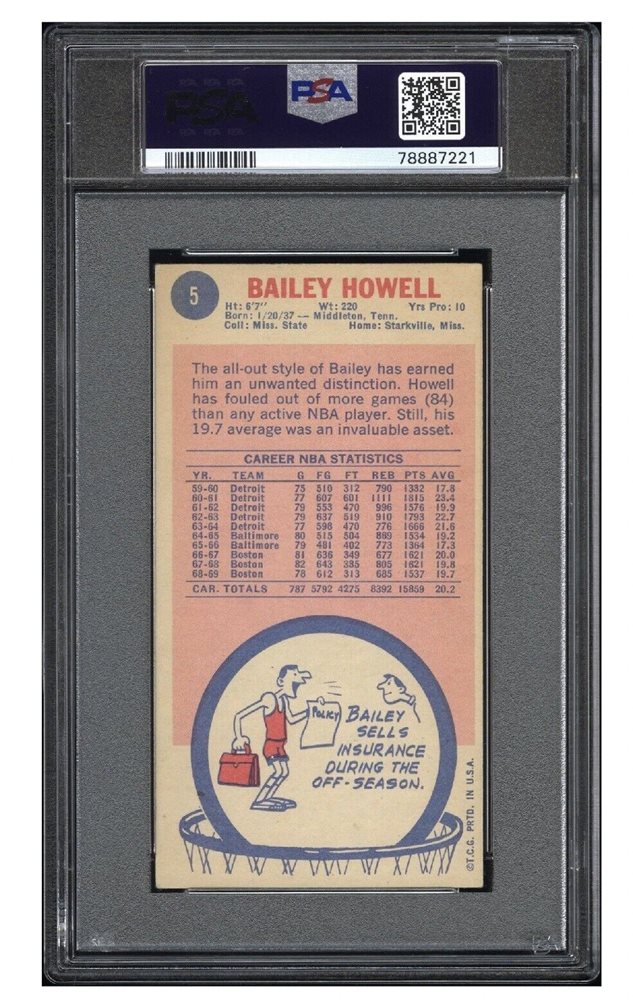 PSA
PSA
78887221
5
BAILEY HOWELL
Ht: 6'7" Wt: 220 Yrs Pro: 10
Born: 1/20/37 — Middleton, Tenn.
Coll: Miss. State Home: Starkville, Miss.
The all-out style of Bailey has earned
him an unwanted distinction. Howell
has fouled out of more games (84)
than any active NBA player. Still, his
19.7 average was an invaluable asset.
CAREER NBA STATISTICS
YR. TEAM G FG FT REB PTS AVG
59-60 Detroit 75 510 312 790 1332 17.8
60-61 Detroit 77 607 601 1111 1815 23.4
61-62 Detroit 79 553 470 996 1576 19.9
62-63 Detroit 79 637 519 910 1793 22.7
63-64 Detroit 77 598 470 776 1666 21.6
64-65 Baltimore 80 515 504 869 1534 19.2
65-66 Baltimore 79 481 402 773 1364 17.3
66-67 Boston 81 636 349 677 1621 20.0
67-68 Boston 82 643 335 805 1621 19.8
68-69 Boston 78 612 313 685 1537 19.7
CAR. TOTALS 787 5792 4275 8392 15859 20.2
POLICY
BAILEY
SELLS
INSURANCE
DURING THE
OFF-SEASON.
©T.C.G. PRTD. IN U.S.A.